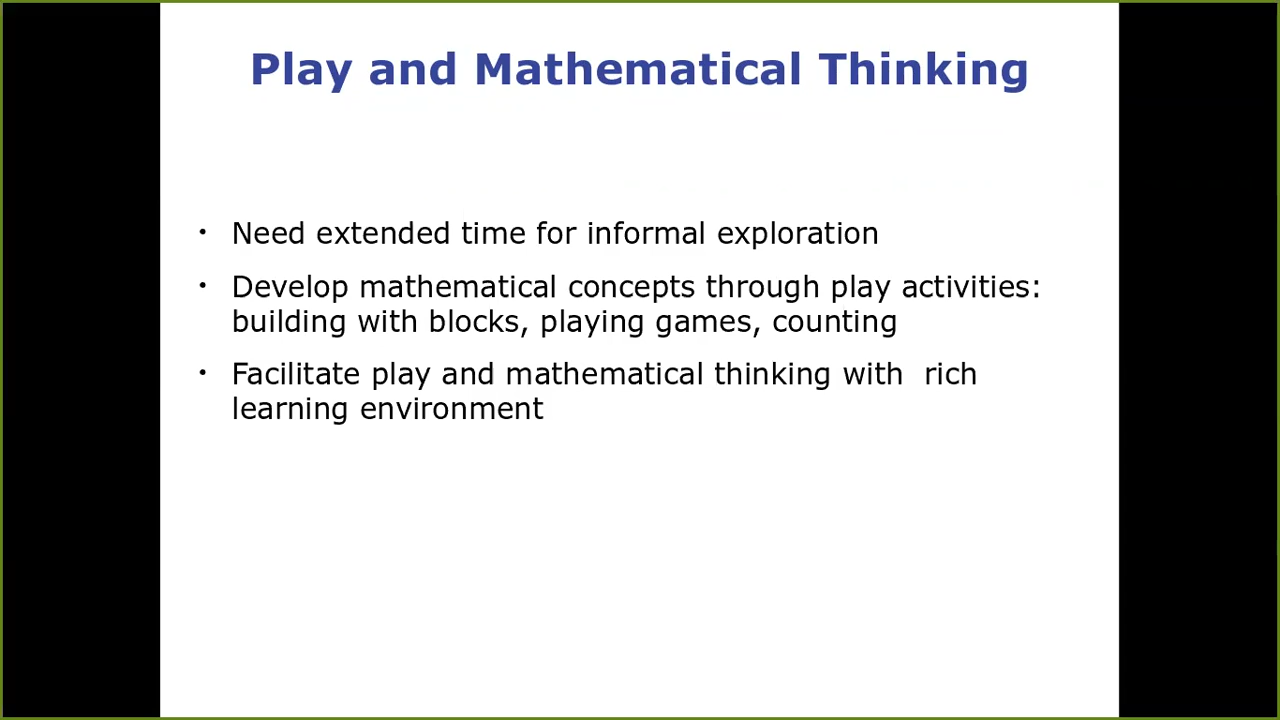 Play and Mathematical Thinking
• Need extended time for informal exploration
• Develop mathematical concepts through play activities:
building with blocks, playing games, counting
• Facilitate play and mathematical thinking with  rich
learning environment